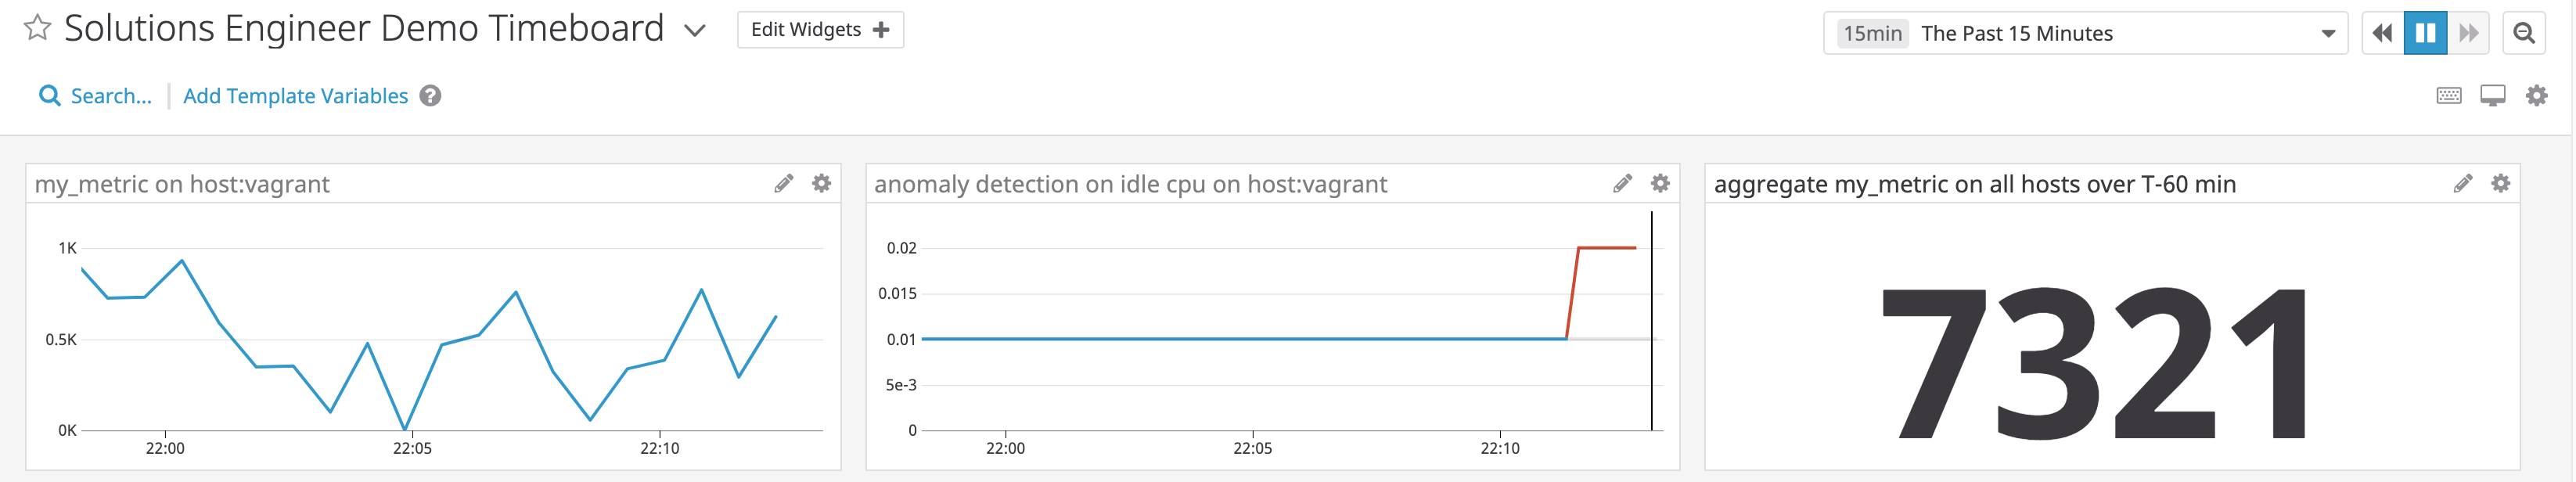 Solutions Engineer Demo Timeboard
Edit Widgets
15min The Past 15 Minutes
Search... Add Template Variables ?
my_metric on host:vagrant
1K
0.5K
0K
22:00 22:05 22:10
anomaly detection on idle cpu on host:vagrant
0.02
0.015
0.01
5e-3
0
22:00 22:05 22:10
aggregate my_metric on all hosts over T-60 min
7321